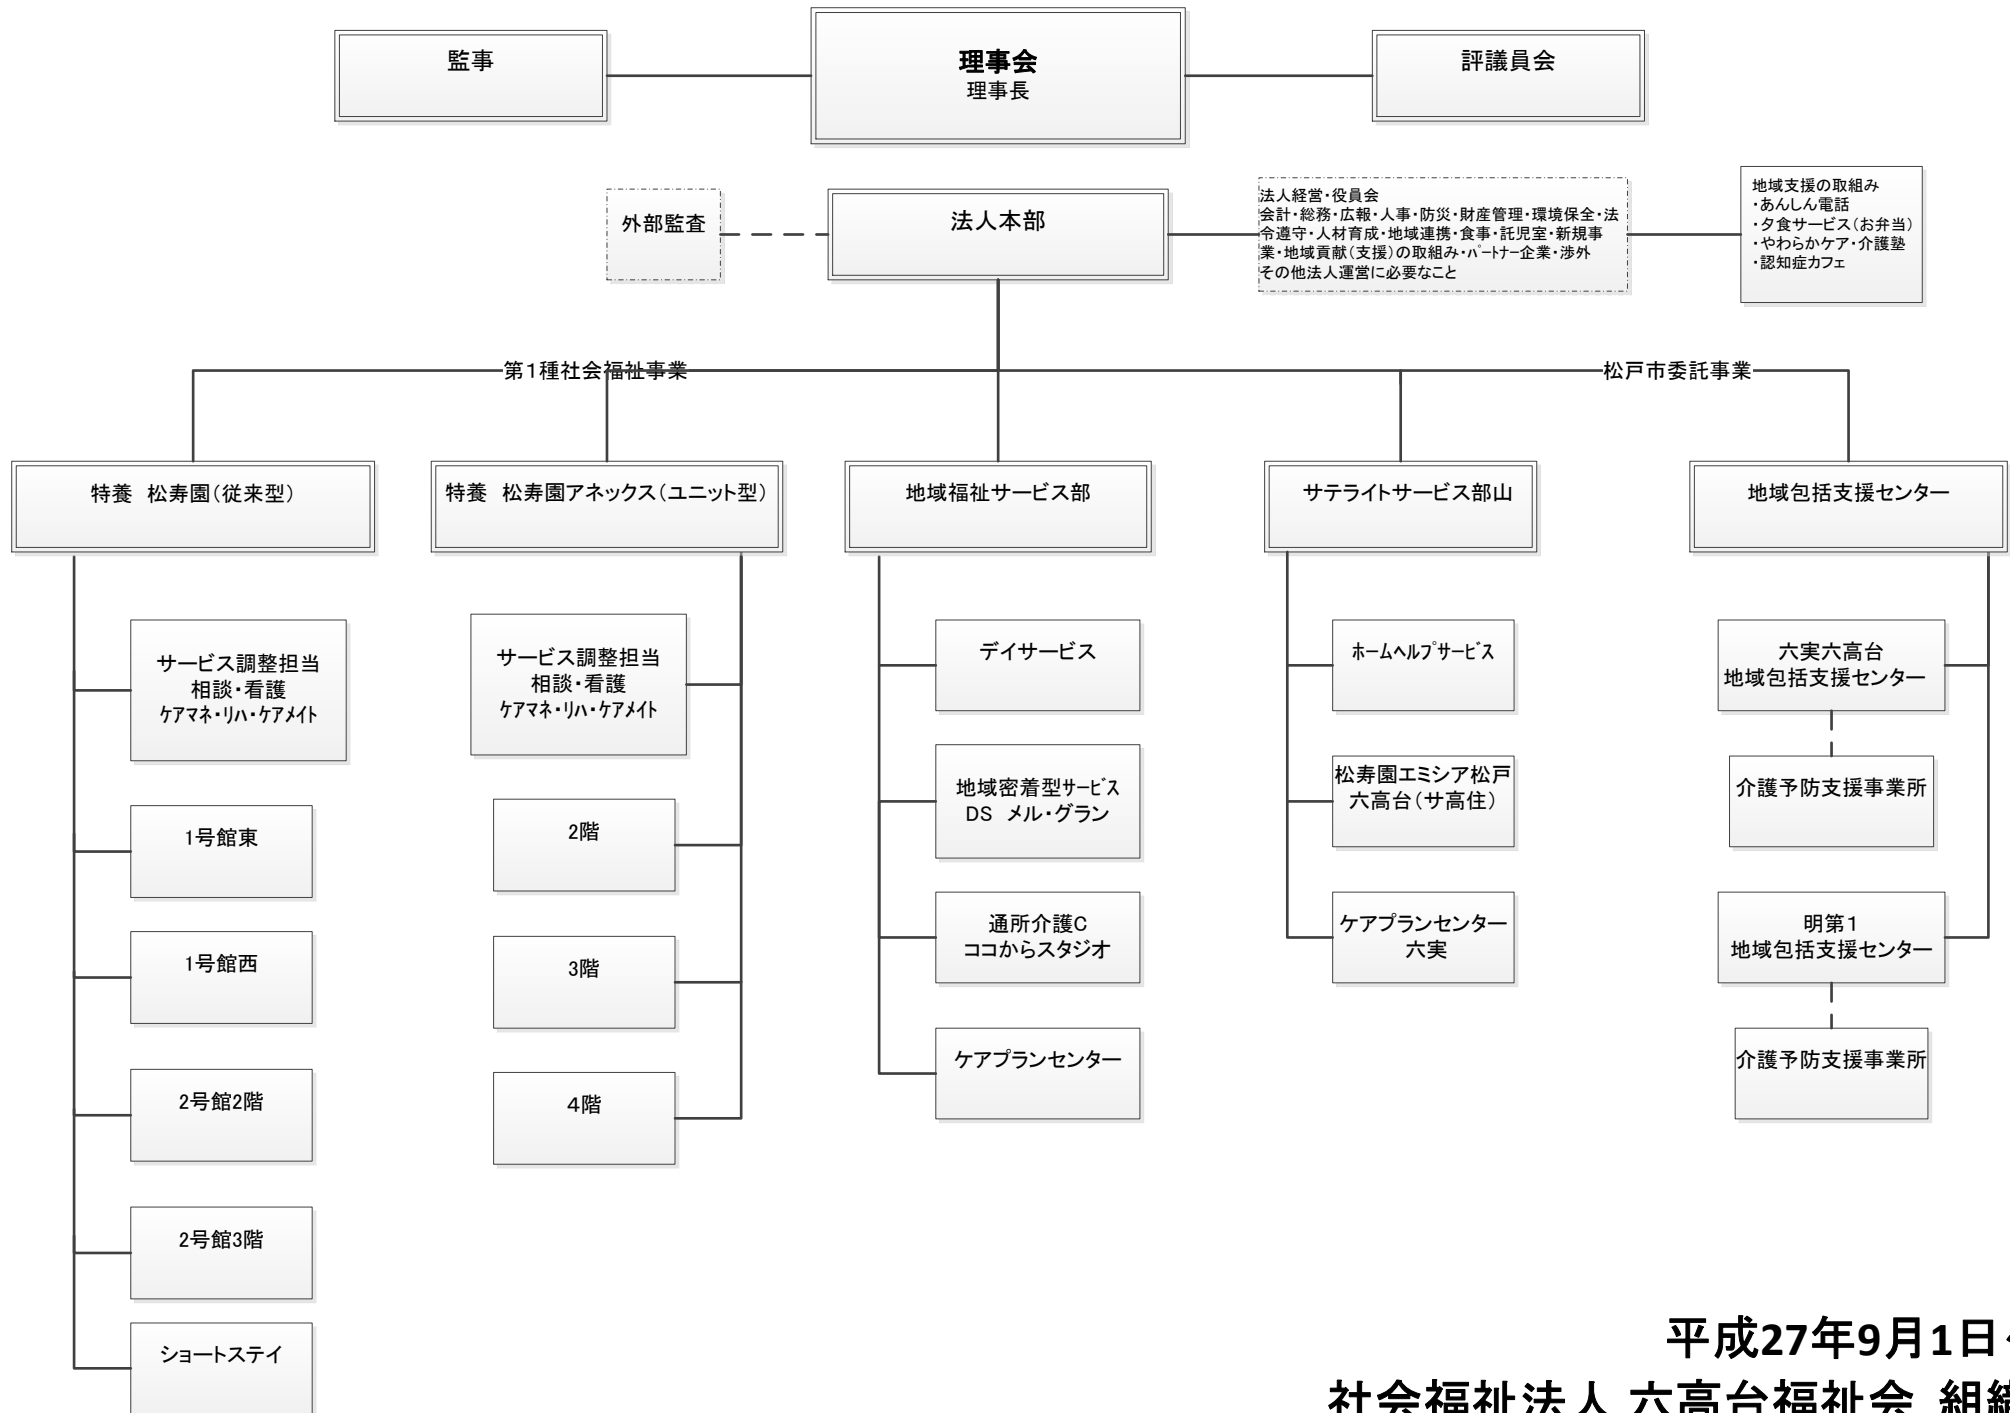 監事
理事会
理事長
評議員会
外部監査
法人本部
法人経営・役員会
会計・総務・広報・人事・防災・財産管理・環境保全・法
令遵守・人材育成・地域連携・食事・託児室・新規事
業・地域貢献(支援)の取組み・パートナー企業・渉外
その他法人運営に必要なこと
地域支援の取組み
・あんしん電話
・夕食サービス(お弁当)
・やわらかケア・介護塾
・認知症カフェ
第1種社会福祉事業
松戸市委託事業
特養 松寿園(従来型)
特養 松寿園アネックス(ユニット型)
地域福祉サービス部
サテライトサービス部山
地域包括支援センター
サービス調整担当
相談・看護
ケアマネ・リハ・ケアメイト
1号館東
1号館西
2号館2階
2号館3階
ショートステイ
サービス調整担当
相談・看護
ケアマネ・リハ・ケアメイト
2階
3階
4階
デイサービス
地域密着型サービス
DS メル・グラン
通所介護C
ココからスタジオ
ケアプランセンター
ホームヘルプサービス
松寿園エミシア松戸
六高台(サ高住)
ケアプランセンター
六実
六実六高台
地域包括支援センター
介護予防支援事業所
明第1
地域包括支援センター
介護予防支援事業所
平成27年9月1日
社会福祉法人 六高台福祉会 組織